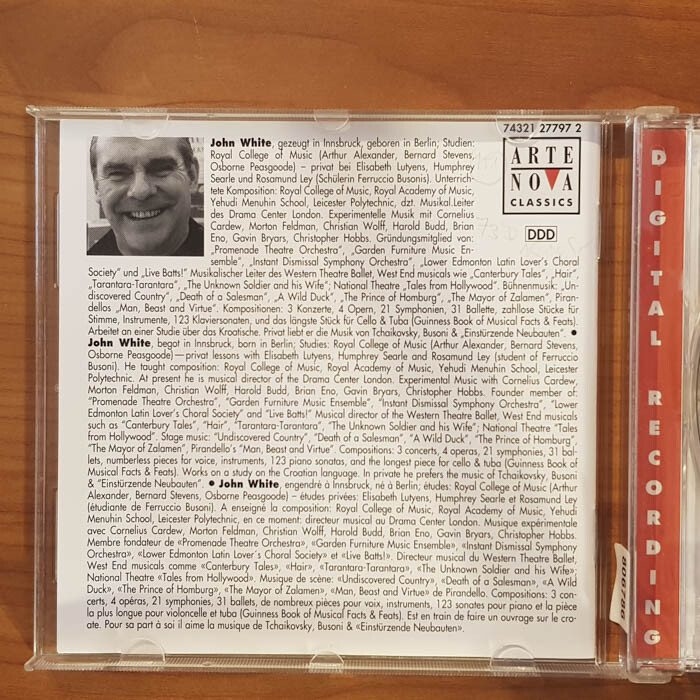 74321 27797 2
ARTE
NOVA
CLASSICS
DDD
John White, gezeugt in Innsbruck, geboren in Berlin; Studien:
Royal College of Music (Arthur Alexander, Bernard Stevens,
Osborne Peasgoode) – privat bei Elisabeth Lutyens, Humphrey
Searle und Rosamund Ley (Schülerin Ferruccio Busonis). Unterrich-
tete Komposition: Royal College of Music, Royal Academy of Music,
Yehudi Menuhin School, Leicester Polytechnic, dzt. Musikal.Leiter
des Drama Center London. Experimentelle Musik mit Cornelius
Cardew, Morton Feldman, Christian Wolff, Harold Budd, Brian
Eno, Gavin Bryars, Christopher Hobbs. Gründungsmitglied von:
„Promenade Theatre Orchestra“, „Garden Furniture Music En-
semble“, „Instant Dismissal Symphony Orchestra“, „Lower Edmonton Latin Lover's Choral
Society“ und „Live Batts!“ Musikalischer Leiter des Western Theatre Ballet, West End musicals wie „Canterbury Tales“, „Hair“,
„Tarantara-Tarantara“, „The Unknown Soldier and his Wife“; National Theatre „Tales from Hollywood“. Bühnenmusik: „Un-
discovered Country“, „Death of a Salesman“, „A Wild Duck“, „The Prince of Homburg“, „The Mayor of Zalamen“, Piran-
dellos „Man, Beast and Virtue“. Kompositionen: 3 Konzerte, 4 Opern, 21 Symphonien, 31 Ballette, zahllose Stücke für
Stimme, Instrumente, 123 Klaviersonaten, und das längste Stück für Cello & Tuba (Guinness Book of Musical Facts & Feats).
Arbeitet an einer Studie über das Kroatische. Privat liebt er die Musik von Tchaikovsky, Busoni & „Einstürzende Neubauten“. ●
John White, begot in Innsbruck, born in Berlin; Studies: Royal College of Music (Arthur Alexander, Bernard Stevens,
Osborne Peasgoode) — privat lessons with Elisabeth Lutyens, Humphrey Searle and Rosamund Ley (student of Ferruccio
Busoni). He taught composition: Royal College of Music, Royal Academy of Music, Yehudi Menuhin School, Leicester
Polytechnic. At present he is musical director of the Drama Center London. Experimental Music with Cornelius Cardew,
Morton Feldman, Christian Wolff, Harold Budd, Brian Eno, Gavin Bryars, Christopher Hobbs. Founder member of:
“Promenade Theatre Orchestra”, “Garden Furniture Music Ensemble”, “Instant Dismissal Symphony Orchestra”, “Lower
Edmonton Latin Lover's Choral Society” and “Live Batts!” Musical director of the Western Theatre Ballet, West End musicals
such as “Canterbury Tales”, “Hair”, “Tarantara-Tarantara”, “The Unknown Soldier and his Wife”; National Theatre “Tales
from Hollywood”. Stage music: “Undiscovered Country”, “Death of a Salesman”, “A Wild Duck”, “The Prince of Homburg”,
“The Mayor of Zalamen”, Pirandello's “Man, Beast and Virtue”. Compositions: 3 concerts, 4 operas, 21 symphonies, 31 bal-
lets, numberless pieces for voice, instruments, 123 piano sonatas, and the longest piece for cello & tuba (Guinness Book of
Musical Facts & Feats). Works on a study on the Croatian language. In private he prefers the music of Tchaikovsky, Busoni
& “Einstürzende Neubauten”. ● John White, engendré à Innsbruck, né à Berlin; études: Royal College of Music (Arthur
Alexander, Bernard Stevens, Osborne Peasgoode) – études privées: Elisabeth Lutyens, Humphrey Searle et Rosamund Ley
(étudiante de Ferruccio Busoni). A enseigné la composition: Royal College of Music, Royal Academy of Music, Yehudi
Menuhin School, Leicester Polytechnic, en ce moment: directeur musical au Drama Center London. Musique expérimentale
avec Cornelius Cardew, Morton Feldman, Christian Wolff, Harold Budd, Brian Eno, Gavin Bryars, Christopher Hobbs.
Membre fondateur de «Promenade Theatre Orchestra», «Garden Furniture Music Ensemble», «Instant Dismissal Symphony
Orchestra», «Lower Edmonton Latin Lover's Choral Society» et «Live Batts!». Directeur musical du Western Theatre Ballet,
West End musicals comme «Canterbury Tales», «Hair», «Tarantara-Tarantara», «The Unknown Soldier and his Wife»;
National Theatre «Tales from Hollywood». Musique de scène: «Undiscovered Country», «Death of a Salesman», «A Wild
Duck», «The Prince of Homburg», «The Mayor of Zalamen», «Man, Beast and Virtue» de Pirandello. Compositions: 3 con-
certs, 4 opéras, 21 symphonies, 31 ballets, de nombreux pièces pour voix, instruments, 123 sonates pour piano et la pièce
la plus longue pour violoncelle et tuba (Guinness Book of Musical Facts & Feats). Est en train de faire un ouvrage sur le cro-
ate. Pour sa part à soi il aime la musique de Tchaikovsky, Busoni & «Einstürzende Neubauten».
DIGITAL RECORDING
806786